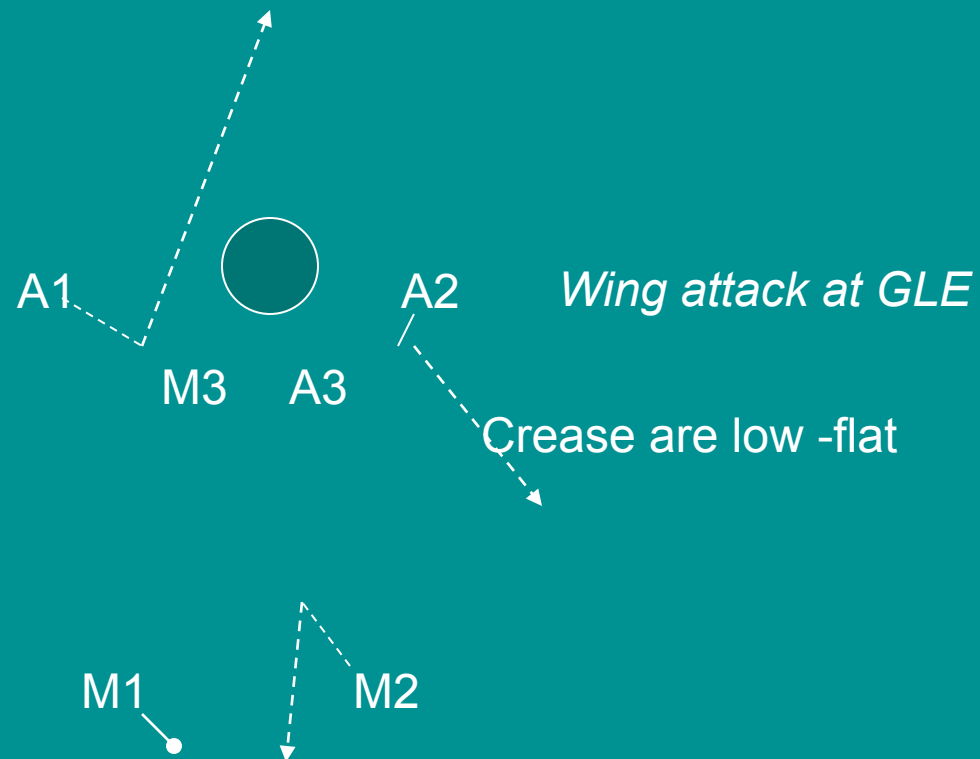 A1
A2
Wing attack at GLE
M3
A3
Crease are low -flat
M1
M2